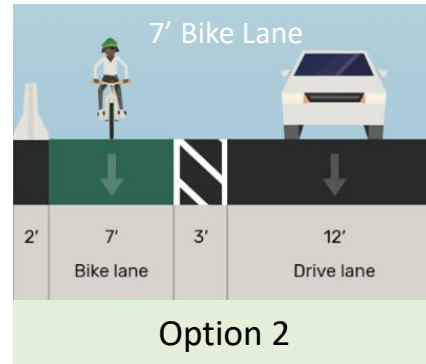 7’ Bike Lane
2’ 7’ 3’ 12’
Bike lane Drive lane
Option 2